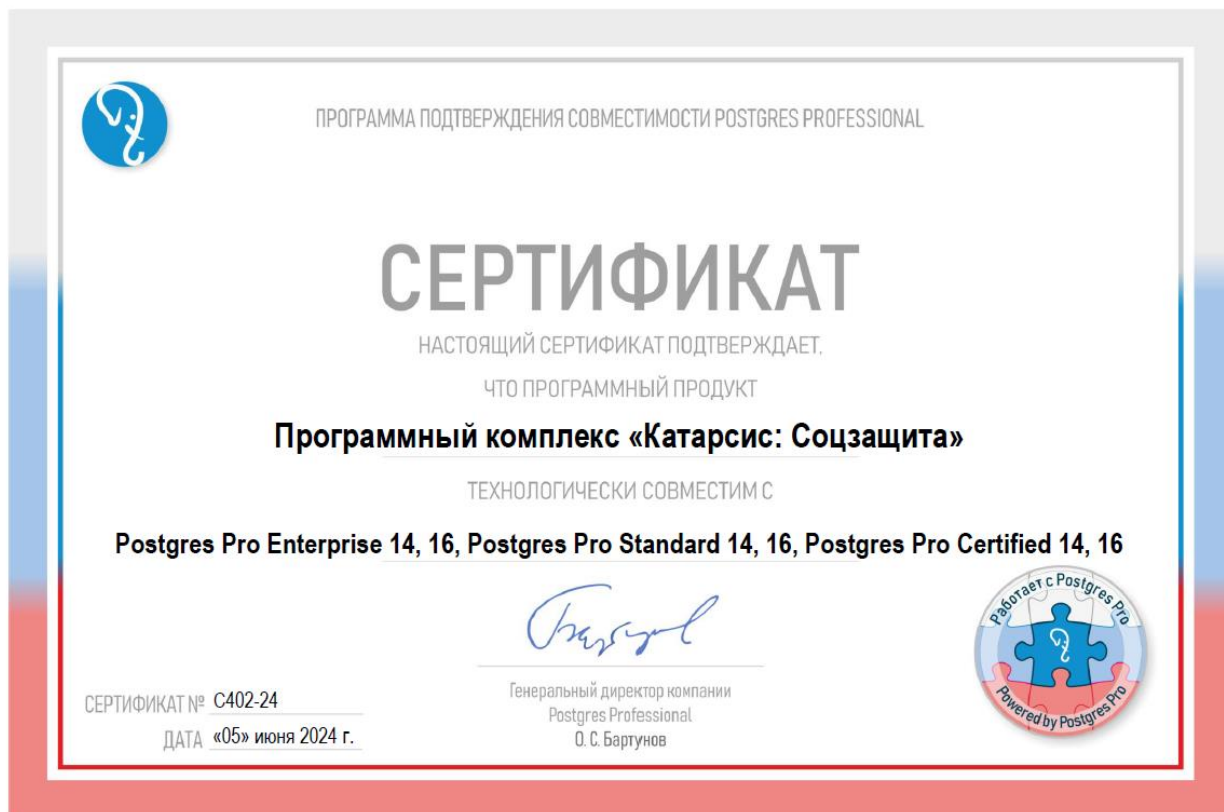 ПРОГРАММА ПОДТВЕРЖДЕНИЯ СОВМЕСТИМОСТИ POSTGRES PROFESSIONAL
СЕРТИФИКАТ
НАСТОЯЩИЙ СЕРТИФИКАТ ПОДТВЕРЖДАЕТ,
ЧТО ПРОГРАММНЫЙ ПРОДУКТ
Программный комплекс «Катарсис: Соцзащита»
ТЕХНОЛОГИЧЕСКИ СОВМЕСТИМ С
Postgres Pro Enterprise 14, 16, Postgres Pro Standard 14, 16, Postgres Pro Certified 14, 16
Работает с Postgres Pro
Powered by Postgres Pro
Генеральный директор компании
Postgres Professional
О. С. Бартунов
СЕРТИФИКАТ № С402-24
ДАТА «05» июня 2024 г.